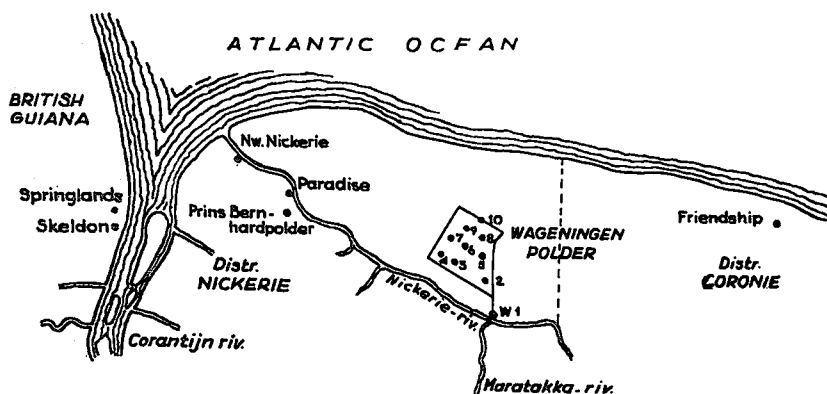 ATLANTIC OCFAN
BRITISH
GUIANA
Nw. Nickerie
Springlands
Paradise
Skeldon
Prins Bern-
hardpolder
10
9
8
7
6
4
5
3
2
WAGENINGEN
POLDER
Friendship
Distr.
NICKERIE
Distr.
CORONIE
Nickerie-riv.
W1
Corantijn riv.
Maratakka-riv.